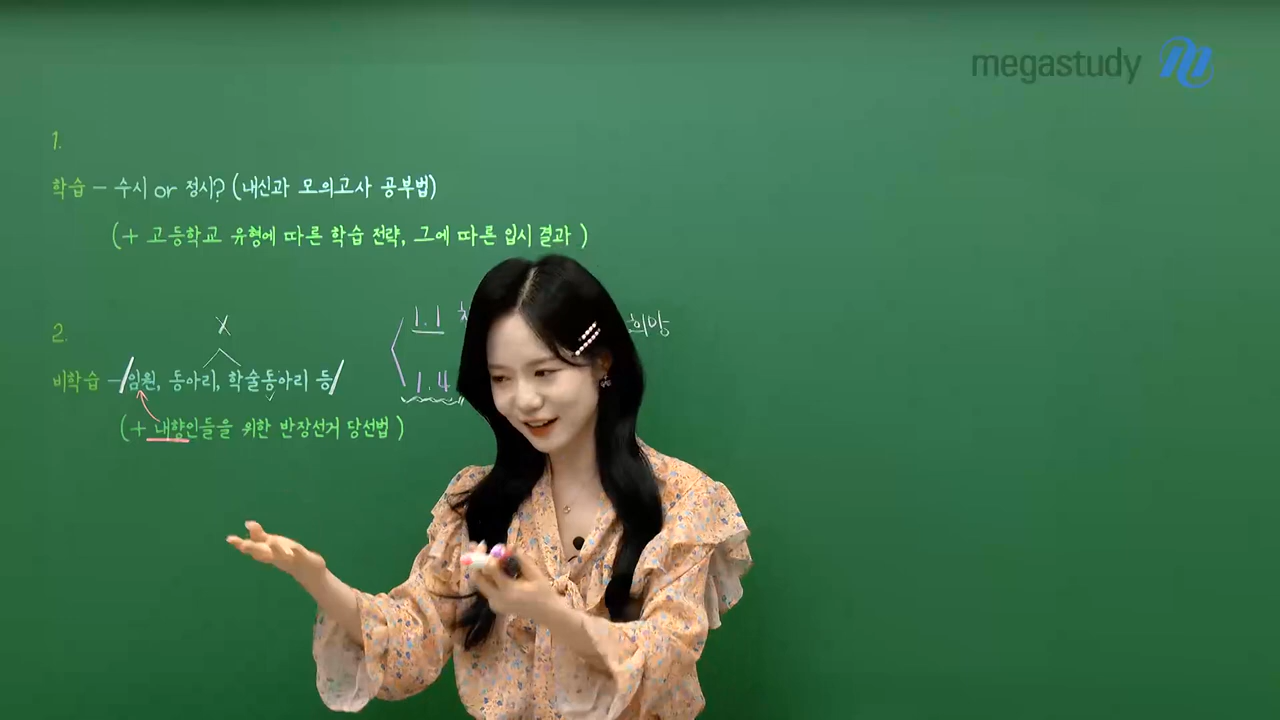 megastudy
1.
학습 - 수시 or 정시? (내신과 모의고사 공부법)
(+ 고등학교 유형에 따른 학습 전략, 그에 따른 입시 결과 )
2.
X
비학습 - 임원, 동아리, 학술동아리 등
(+ 내향인들을 위한 반장선거 당선법 )
1.1
희망
1.4